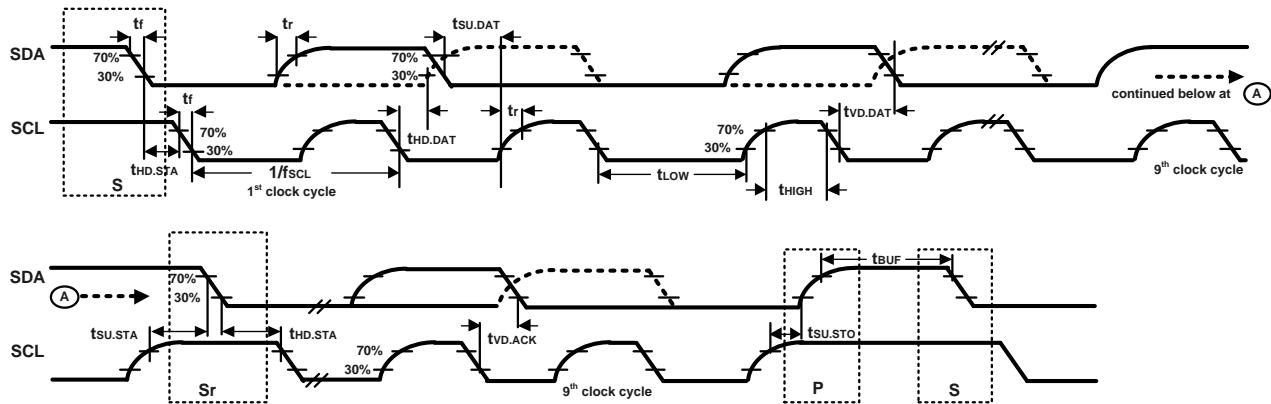 tf tr tSU.DAT
SDA 70% 30% 70% 30%
continued below at A
tf tr
SCL 70% 30% tHD.DAT tVD.DAT 70% 30%
70% 30%
tHD.STA 1/fSCL tLOW tHIGH
S 1st clock cycle 9th clock cycle
tBUF
SDA 70% 30%
A
tSU.STA tHD.STA tVD.ACK tSU.STO
SCL 70% 30%
Sr 9th clock cycle P S